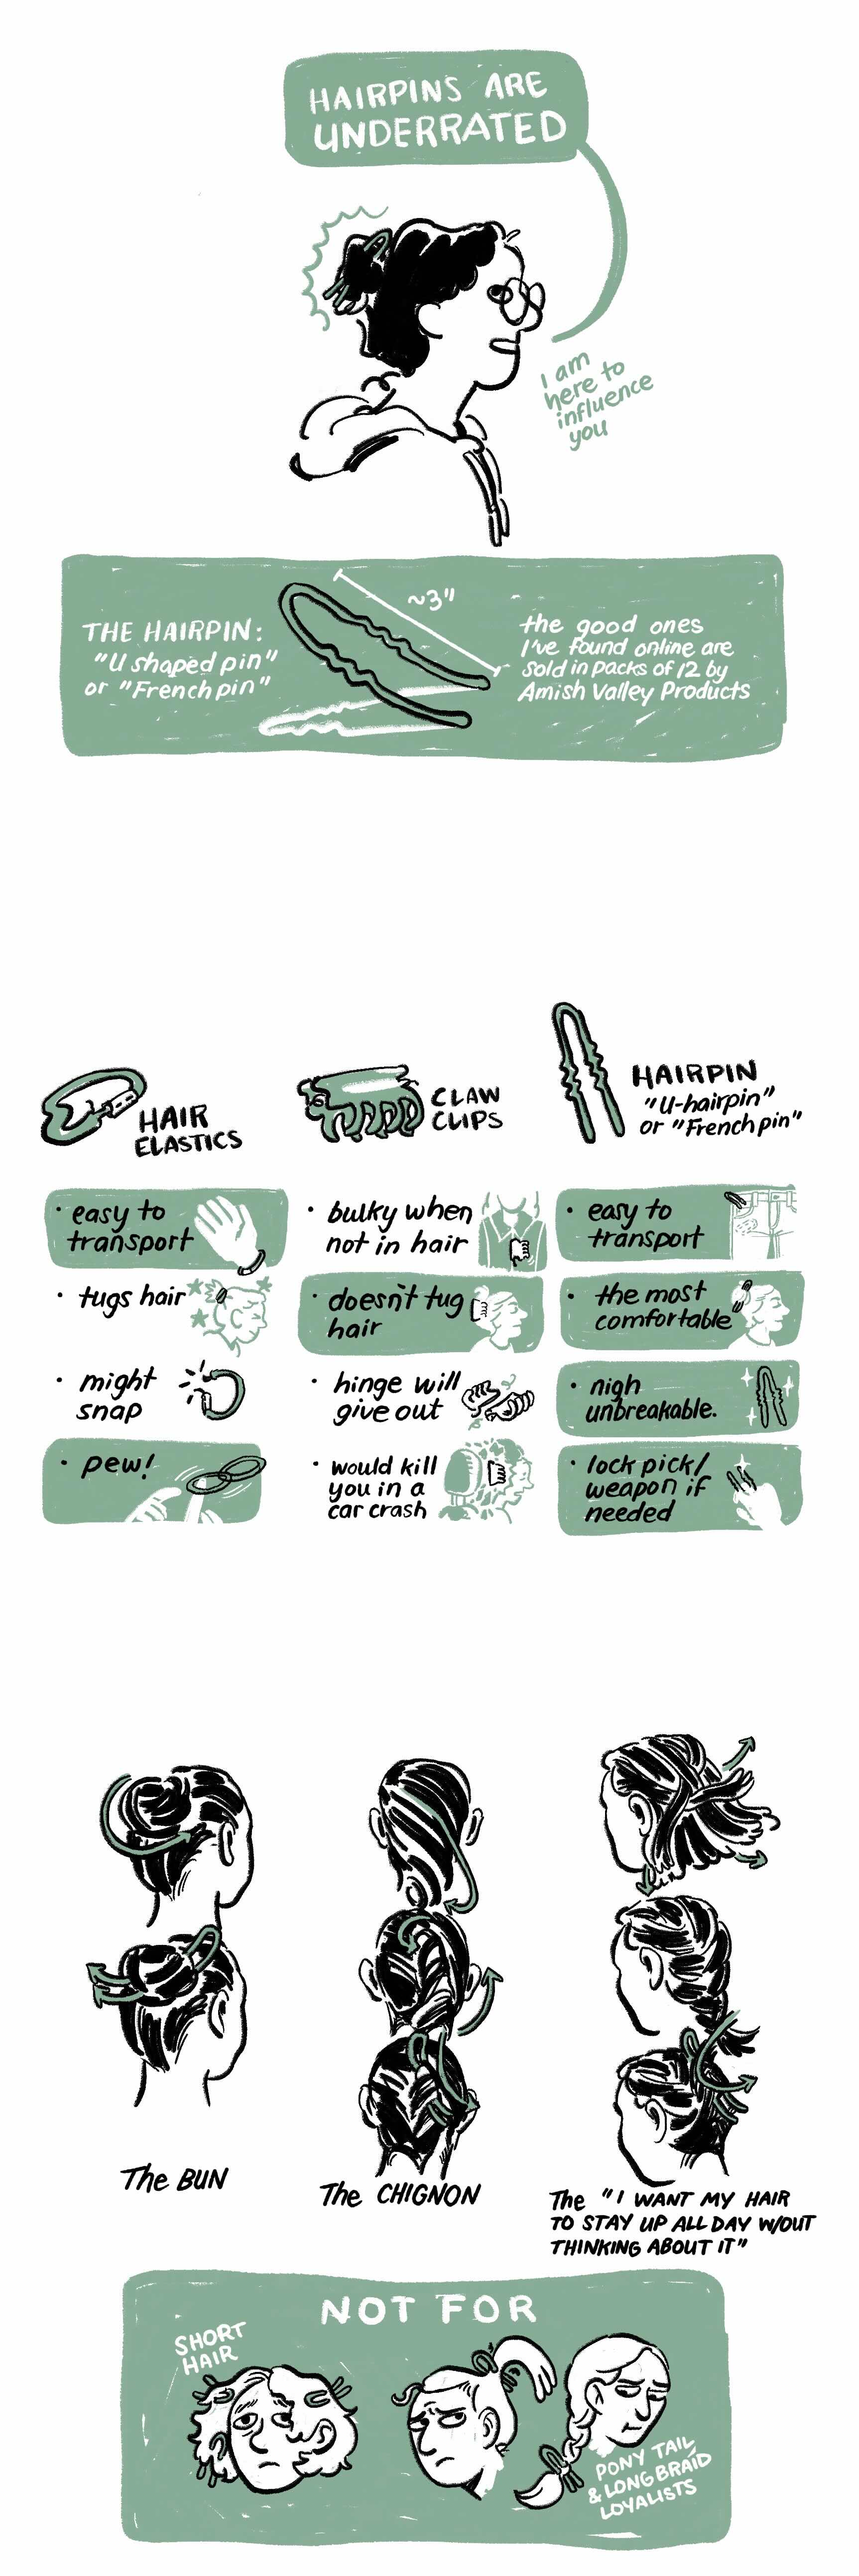 HAIRPINS ARE
UNDERRATED
I am
here to
influence
you
THE HAIRPIN:
"U shaped pin"
or "French pin"
~3"
the good ones
I've found online are
sold in packs of 12 by
Amish Valley Products
HAIR
ELASTICS
• easy to
transport
• tugs hair
• might
snap
• pew!
CLAW
CLIPS
• bulky when
not in hair
• doesn't tug
hair
• hinge will
give out
• would kill
you in a
car crash
HAIRPIN
"U-hairpin"
or "French pin"
• easy to
transport
• the most
comfortable
• nigh
unbreakable.
• lock pick/
weapon if
needed
The BUN
The CHIGNON
The "I WANT MY HAIR
TO STAY UP ALL DAY W/OUT
THINKING ABOUT IT"
NOT FOR
SHORT
HAIR
PONY TAIL
& LONG BRAID
LOYALISTS